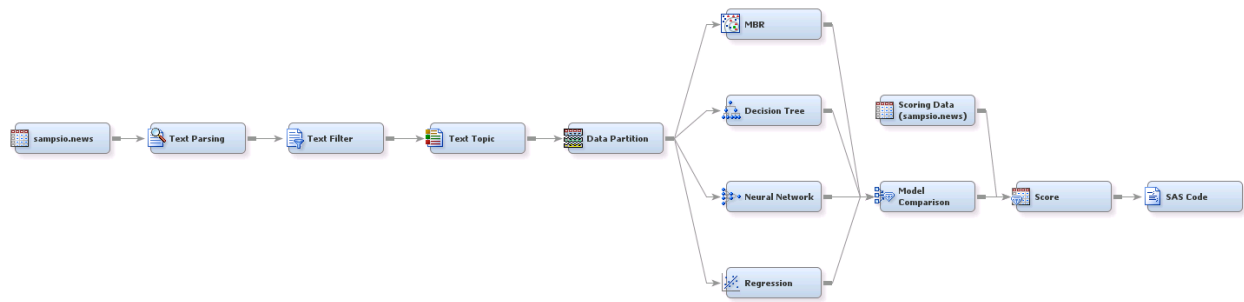 sampsio.news
Text Parsing
Text Filter
Text Topic
Data Partition
MBR
Decision Tree
Neural Network
Regression
Scoring Data
(sampsio.news)
Model
Comparison
Score
SAS Code